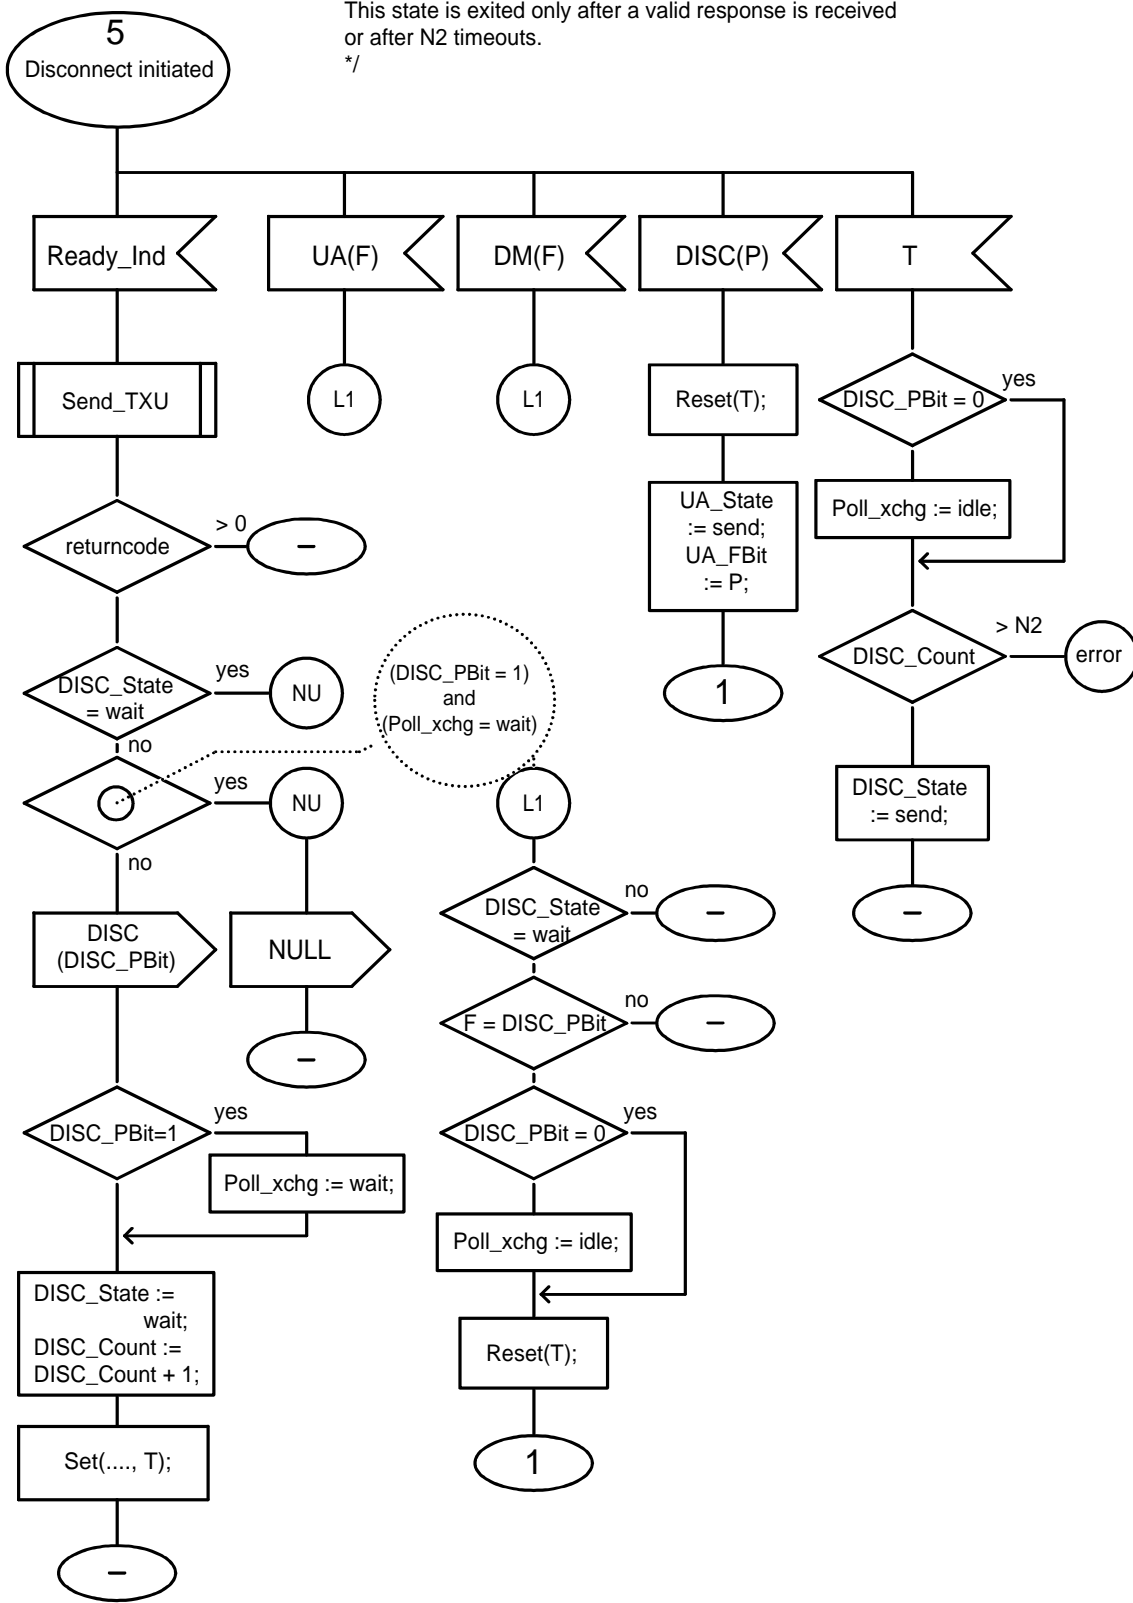 This state is exited only after a valid response is received
or after N2 timeouts.
*/
5
Disconnect initiated
Ready_Ind
UA(F)
DM(F)
DISC(P)
T
Send_TXU
L1
L1
Reset(T);
DISC_PBit = 0
yes
UA_State
:= send;
UA_FBit
:= P;
Poll_xchg := idle;
returncode
> 0
–
DISC_State
= wait
yes
NU
no
(DISC_PBit = 1)
and
(Poll_xchg = wait)
1
DISC_Count
> N2
error
yes
NU
no
L1
DISC_State
:= send;
–
DISC
(DISC_PBit)
NULL
–
DISC_State
= wait
no
–
F = DISC_PBit
no
–
DISC_PBit=1
yes
Poll_xchg := wait;
DISC_PBit = 0
yes
Poll_xchg := idle;
DISC_State :=
wait;
DISC_Count :=
DISC_Count + 1;
Reset(T);
Set(...., T);
1
–